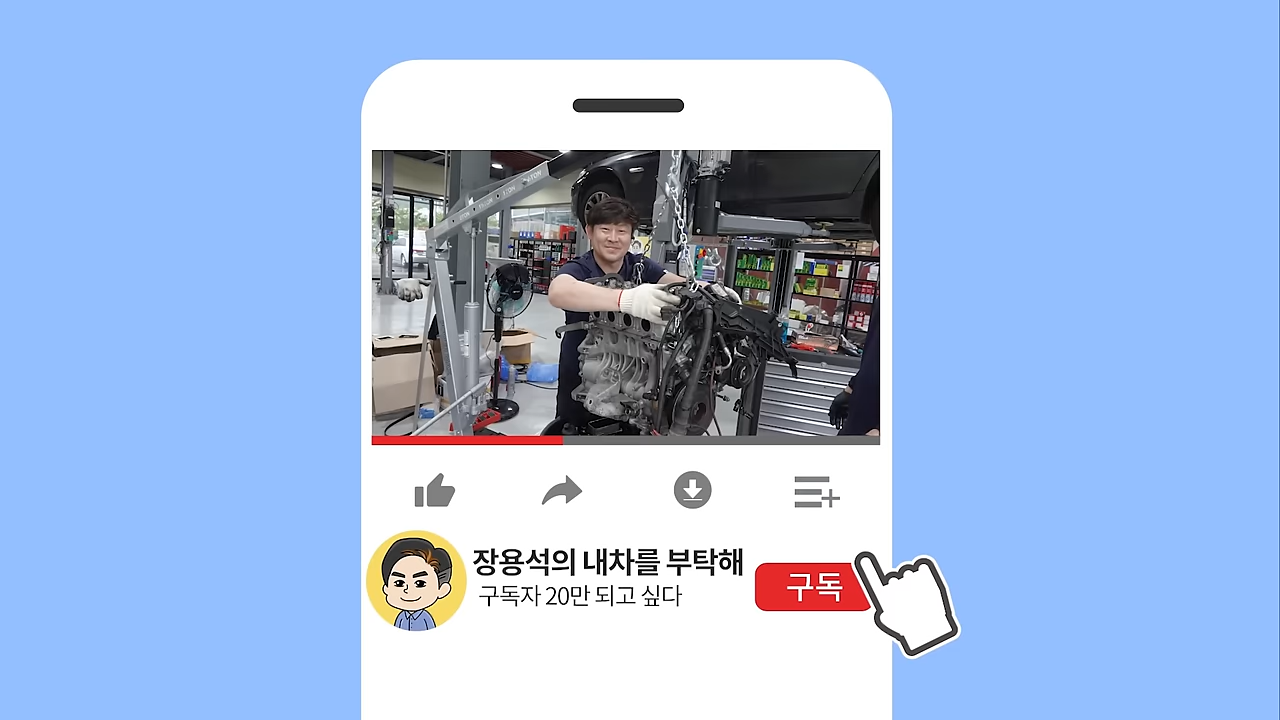 장용석의 내차를 부탁해
구독자 20만 되고 싶다
구독